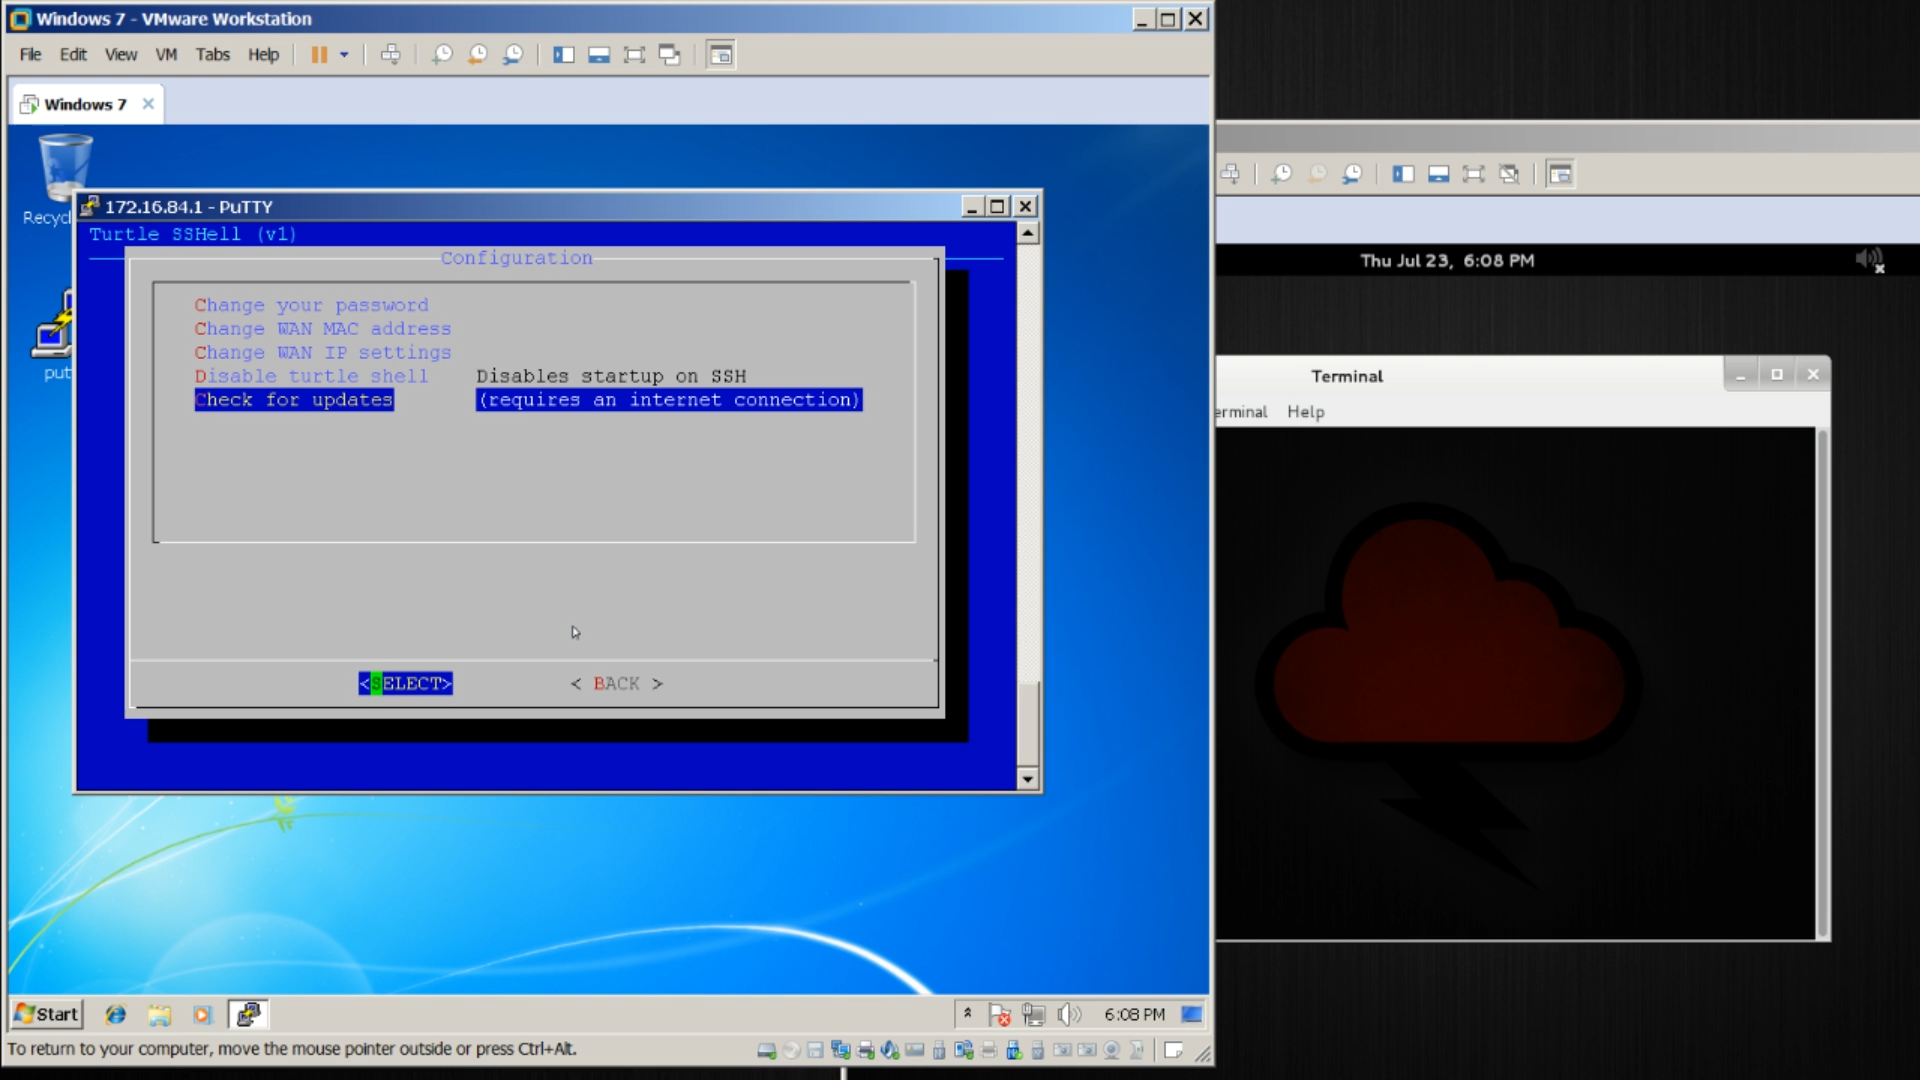 Windows 7 - VMware Workstation
File Edit View VM Tabs Help
Windows 7
Recycl
172.16.84.1 - PuTTY
Turtle SSHell (v1)
Configuration
Change your password
Change WAN MAC address
Change WAN IP settings
Disable turtle shell Disables startup on SSH
Check for updates (requires an internet connection)
<SELECT> < BACK >
put
Start
6:08 PM
To return to your computer, move the mouse pointer outside or press Ctrl+Alt.
Thu Jul 23, 6:08 PM
Terminal
erminal Help